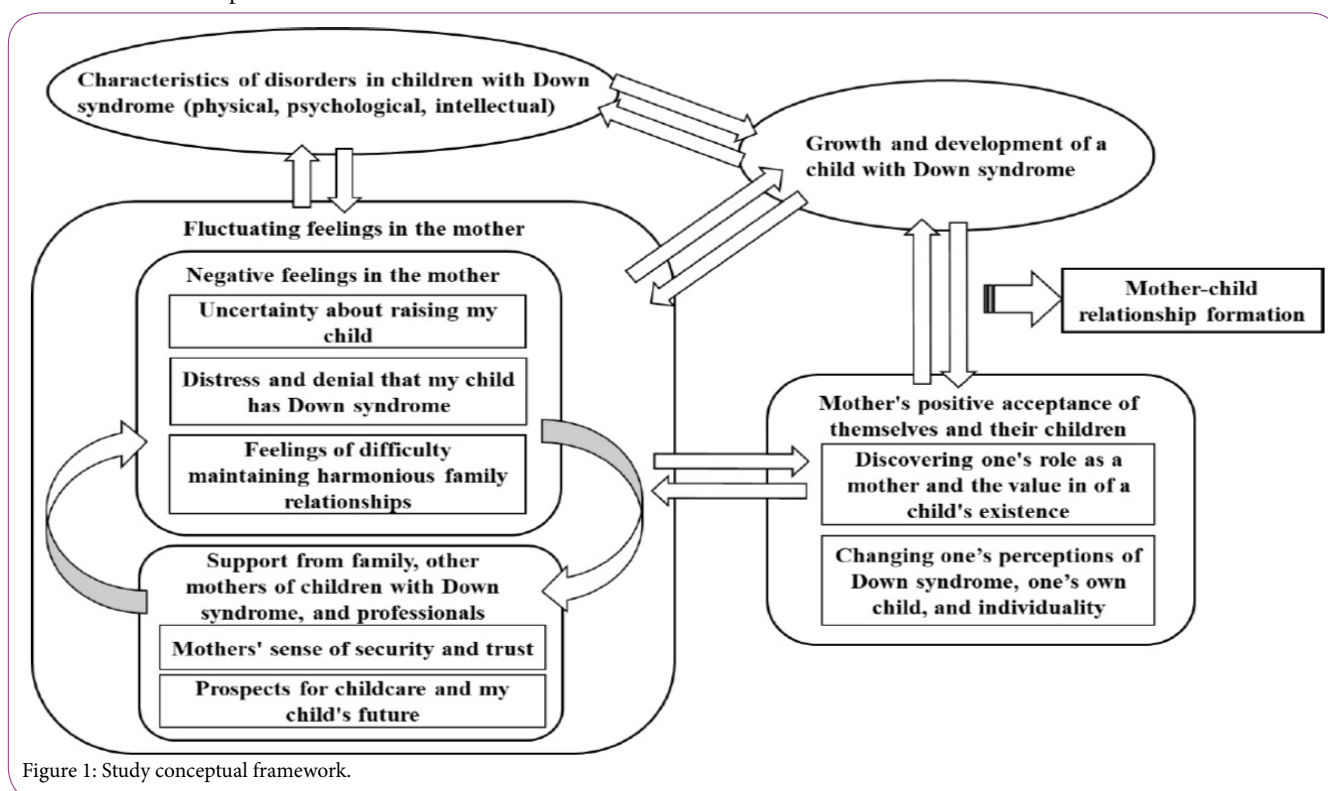 Characteristics of disorders in children with Down
syndrome (physical, psychological, intellectual)
Growth and development of a
child with Down syndrome
Fluctuating feelings in the mother
Negative feelings in the mother
Uncertainty about raising my
child
Distress and denial that my child
has Down syndrome
Feelings of difficulty
maintaining harmonious family
relationships
Support from family, other
mothers of children with Down
syndrome, and professionals
Mothers' sense of security and trust
Prospects for childcare and my
child's future
Mother-child
relationship formation
Mother's positive acceptance of
themselves and their children
Discovering one's role as a
mother and the value in of a
child's existence
Changing one's perceptions of
Down syndrome, one's own
child, and individuality
Figure 1: Study conceptual framework.